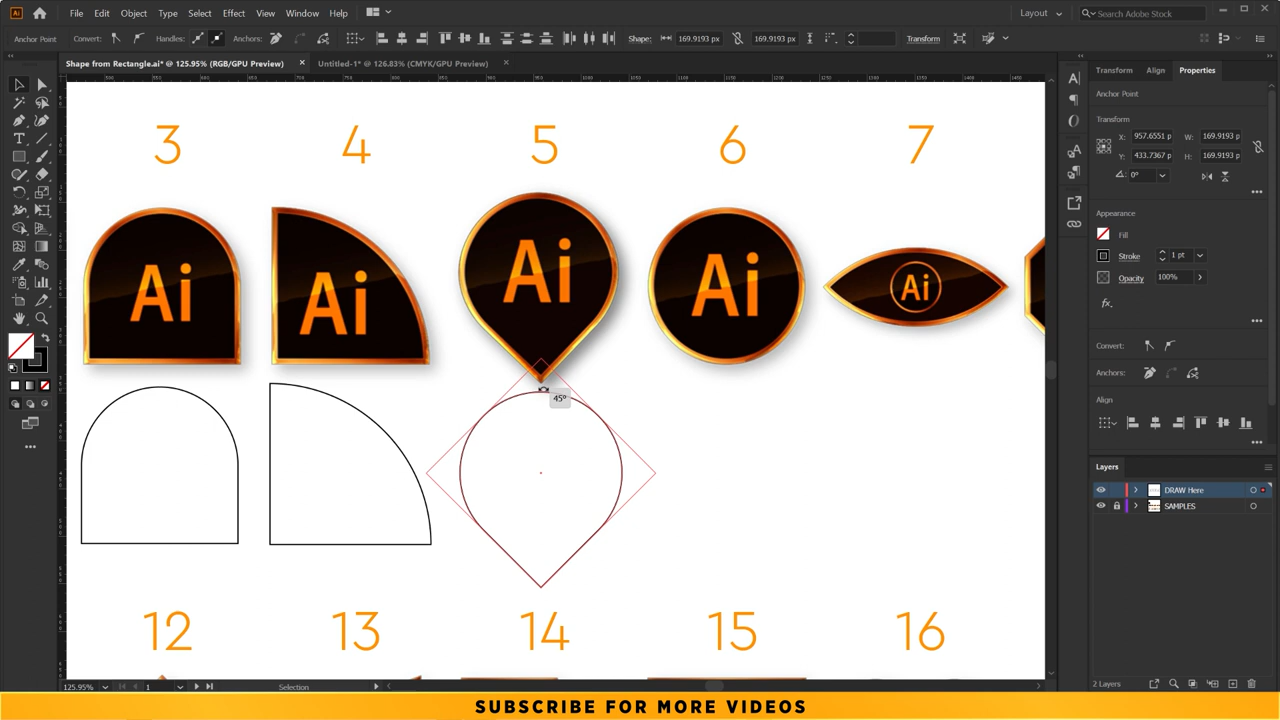 Ai File Edit Object Type Select Effect View Window Help Layout Search Adobe Stock
Anchor Point Convert: Handles: Anchors: Shape: 169.9193 px 169.9193 px Transform
Shape from Rectangle.ai* @ 125.95% (RGB/GPU Preview) × Untitled-1* @ 126.83% (CMYK/GPU Preview) ×
Transform Align Properties
Anchor Point
Transform
X: 957.6551 p W: 169.9193 p
Y: 433.7367 p H: 169.9193 p
0°
Appearance
Fill
Stroke 1 pt
Opacity 100%
fx.
Convert:
Anchors:
Align
Layers
DRAW Here
SAMPLES
2 Layers
3 4 5 6 7
Ai Ai Ai Ai Ai
45°
12 13 14 15 16
125.95% 1 Selection
SUBSCRIBE FOR MORE VIDEOS